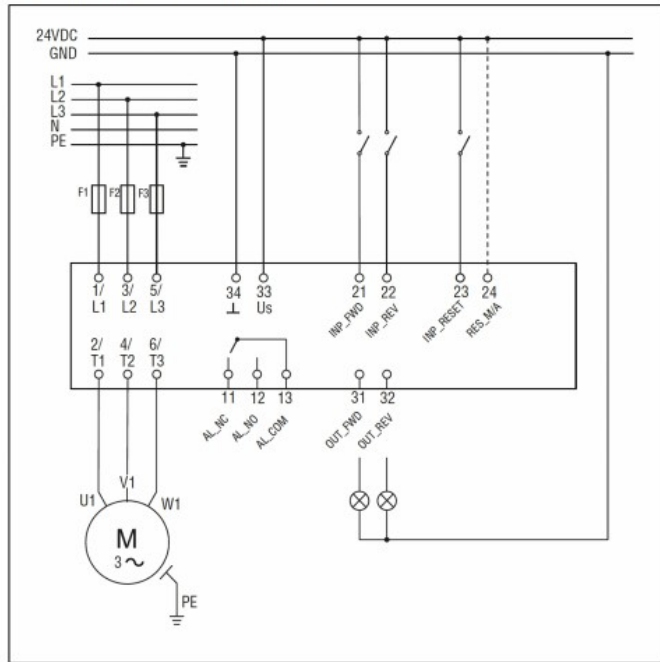 24VDC
GND
L1
L2
L3
N
PE
F1 F2 F3
1/ 3/ 5/ 34 33 21 22 23 24
L1 L2 L3 ⊥ Us INP_FWD INP_REV INP_RESET RES_M/A
2/ 4/ 6/
T1 T2 T3
11 12 13 31 32
AL_NC AL_NO AL_COM OUT_FWD OUT_REV
V1
U1 W1
M
3~
PE